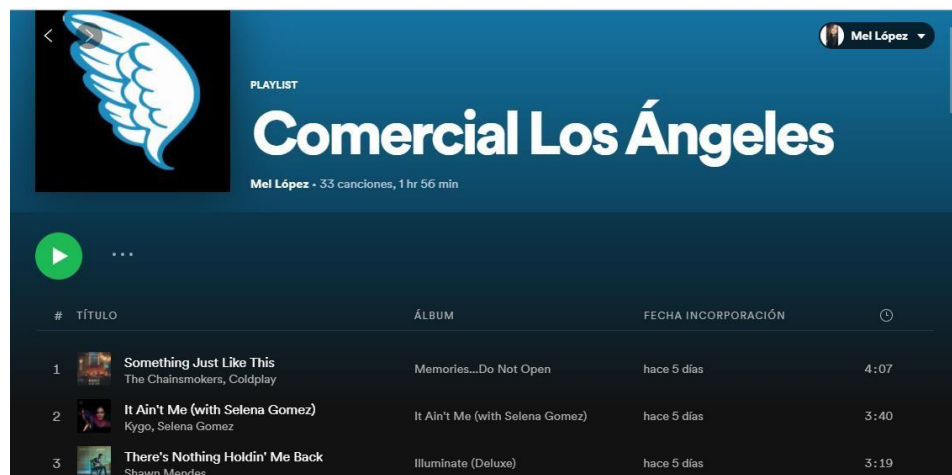 Mel López
PLAYLIST
Comercial Los Ángeles
Mel López • 33 canciones, 1 hr 56 min
# TÍTULO ÁLBUM FECHA INCORPORACIÓN
1 Something Just Like This Memories...Do Not Open hace 5 días 4:07
The Chainsmokers, Coldplay
2 It Ain't Me (with Selena Gomez) It Ain't Me (with Selena Gomez) hace 5 días 3:40
Kygo, Selena Gomez
3 There's Nothing Holdin' Me Back Illuminate (Deluxe) hace 5 días 3:19
Shawn Mendes